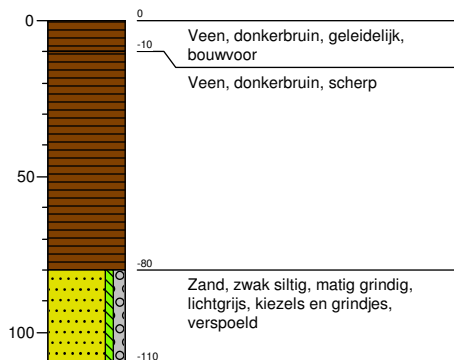 0
0
Veen, donkerbruin, geleidelijk,
bouwvoor
-10
Veen, donkerbruin, scherp
50
-80
Zand, zwak siltig, matig grindig,
lichtgrijs, kiezels en grindjes,
verspoeld
100
-110